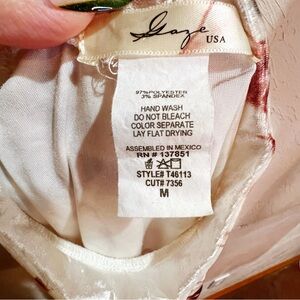 Gaze
USA
97%POLYESTER
3% SPANDEX
HAND WASH
DO NOT BLEACH
COLOR SEPARATE
LAY FLAT DRYING
ASSEMBLED IN MEXICO
RN # 137851
STYLE# T46113
CUT# 7356
M